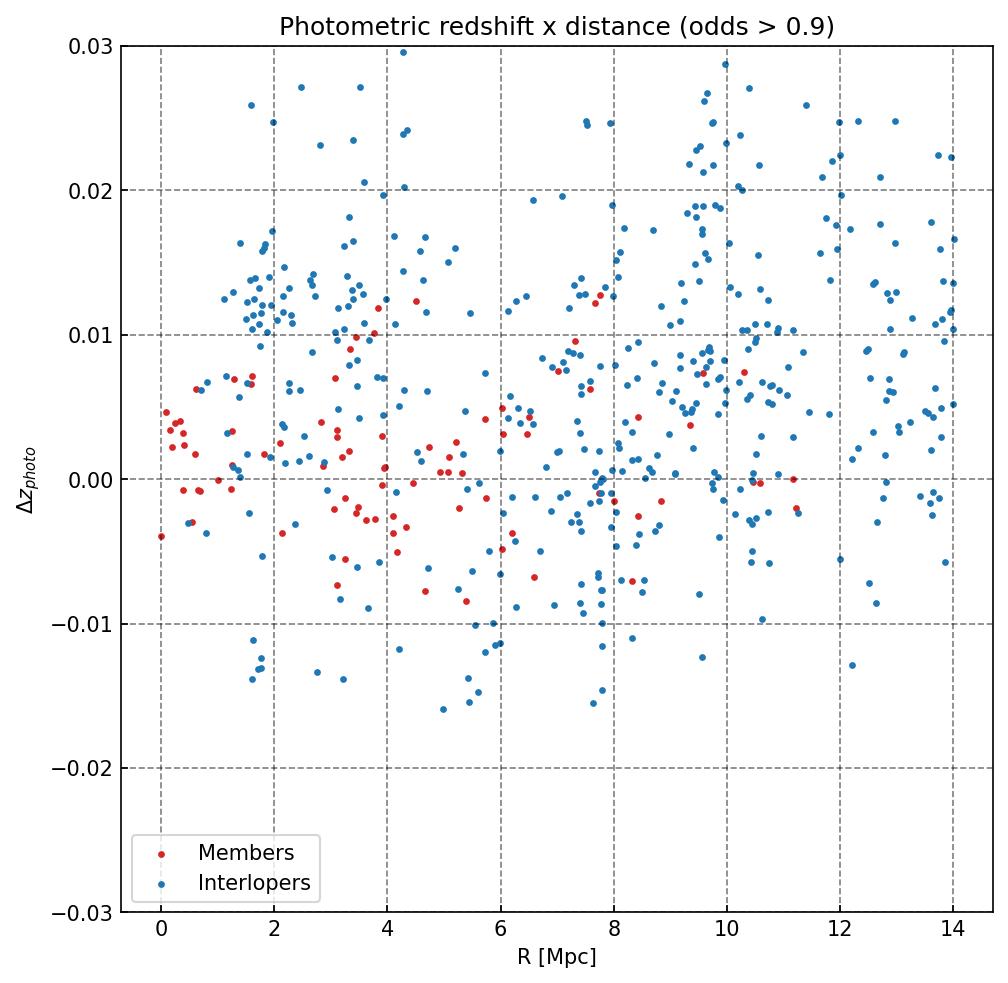 Photometric redshift x distance (odds > 0.9)
0.03
0.02
0.01
0.00
−0.01
−0.02
−0.03
Δz_photo
Members
Interlopers
0 2 4 6 8 10 12 14
R [Mpc]